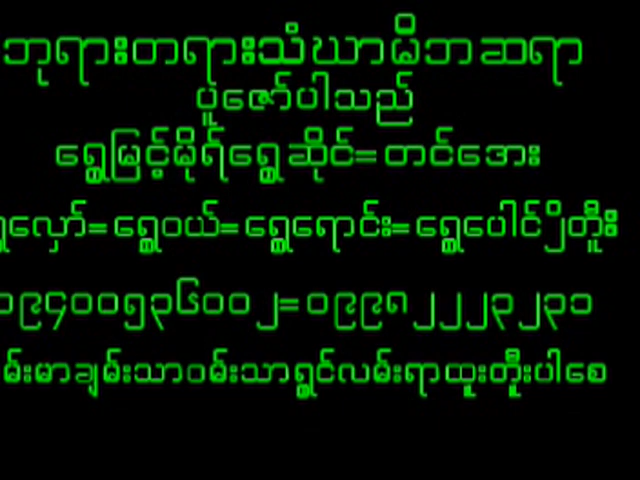 ဘုရားတရားသံဃာမိဘဆရာ
ပူဇော်ပါသည်
ရွှေမြင့်မိုရ်ရွှေဆိုင်=တင်အေး
လှော်=ရွှေဝယ်=ရွှေရောင်း=ရွှေပေါင်ဦိတိူး
၀၉၄၀၀၅၃၆၀၀၂=၀၉၉၈၂၂၂၃၂၃၁
မ်းမာချမ်းသာဝမ်းသာရွှင်လမ်းရာထူးတိူးပါစေ